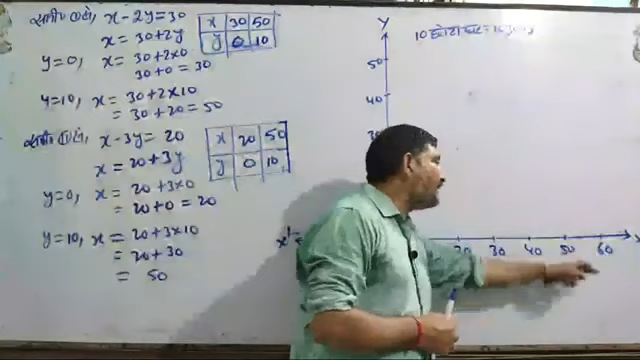 x - 2y = 30
x = 30 + 2y
y = 0, x = 30 + 2×0
30 + 0 = 30
y = 10, x = 30 + 2×10
= 30 + 20 = 50
x 30 50
y 0 10
x - 3y = 20
x = 20 + 3y
y = 0, x = 20 + 3×0
= 20 + 0 = 20
y = 10, x = 20 + 3×10
= 20 + 30
= 50
x 20 50
y 0 10
Y
50
40
x'
20 30 40 50 60